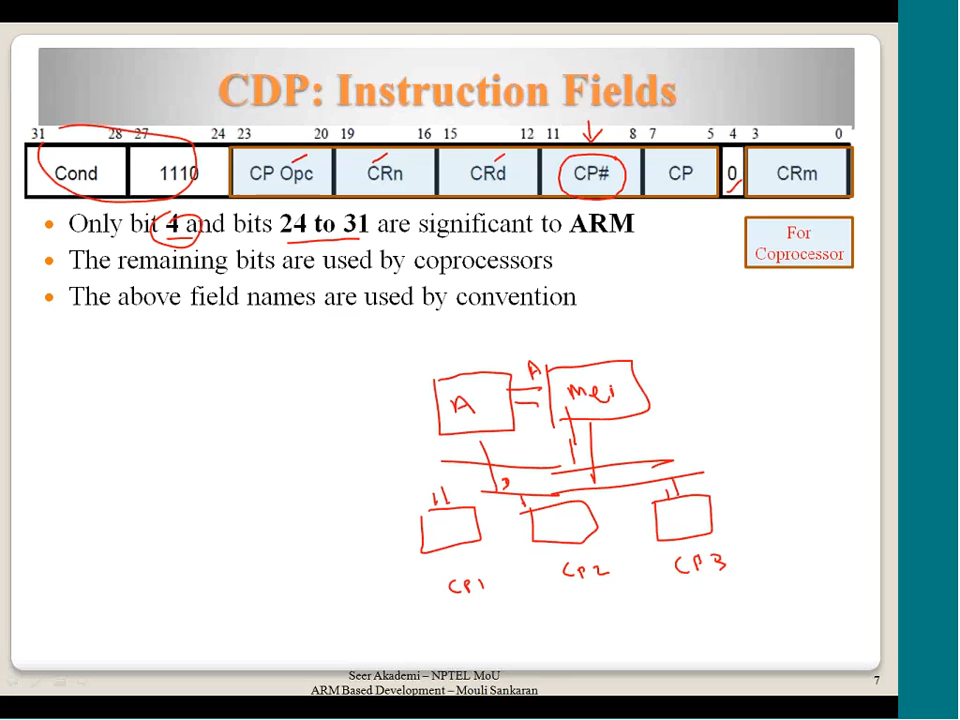 CDP: Instruction Fields
31 28 27 24 23 20 19 16 15 12 11 8 7 5 4 3 0
Cond 1110 CP Opc CRn CRd CP# CP 0 CRm
Only bit 4 and bits 24 to 31 are significant to ARM
The remaining bits are used by coprocessors
The above field names are used by convention
For
Coprocessor
A
A
CP1
CP2
CP3
Seer Akademi – NPTEL MoU
ARM Based Development – Mouli Sankaran
7